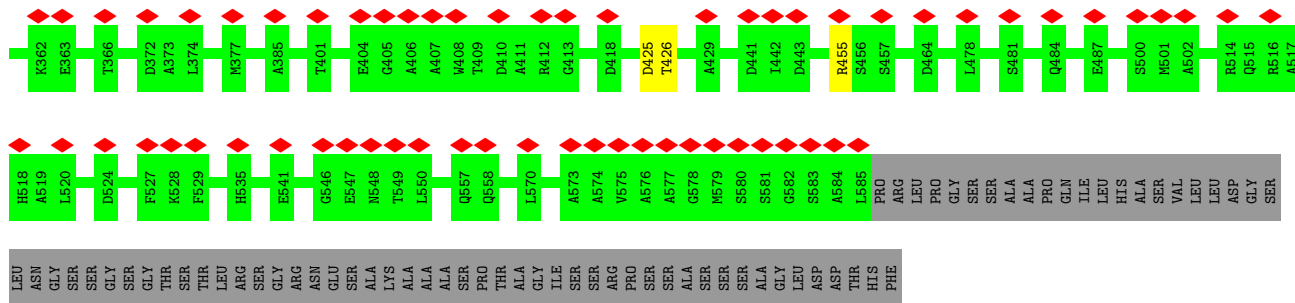 K362 E363 T366 D372 A373 L374 M377 A385 T401 E404 G405 A406 A407 W408 T409 D410 A411 R412 G413 D418 D425 T426 A429 D441 I442 D443 R455 S456 S457 D464 L478 S481 Q484 E487 S500 M501 A502 R514 Q515 R516 A517
H518 A519 L520 D524 F527 K528 F529 H535 E541 G546 E547 N548 T549 L550 Q557 Q558 L570 A573 A574 V575 A576 A577 G578 M579 S580 S581 G582 S583 A584 L585 PRO ARG LEU PRO GLY SER SER ALA ALA PRO GLN ILE LEU HIS ALA SER VAL LEU LEU ASP GLY SER
LEU ASN GLY SER SER GLY SER GLY THR SER THR LEU ARG SER GLY ARG ASN GLU SER ALA LYS ALA ALA ALA SER PRO THR ALA GLY ILE SER SER ARG PRO SER SER ALA SER SER SER ALA GLY LEU ASP ASP THR HIS PHE